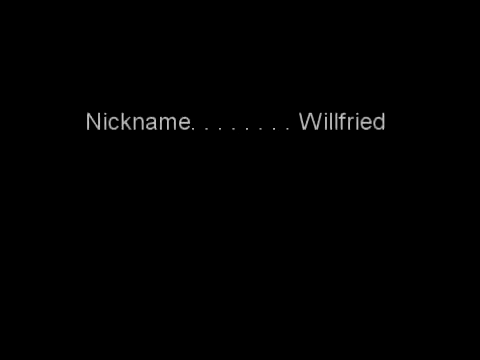 Nickname. . . . . . . . Willfried